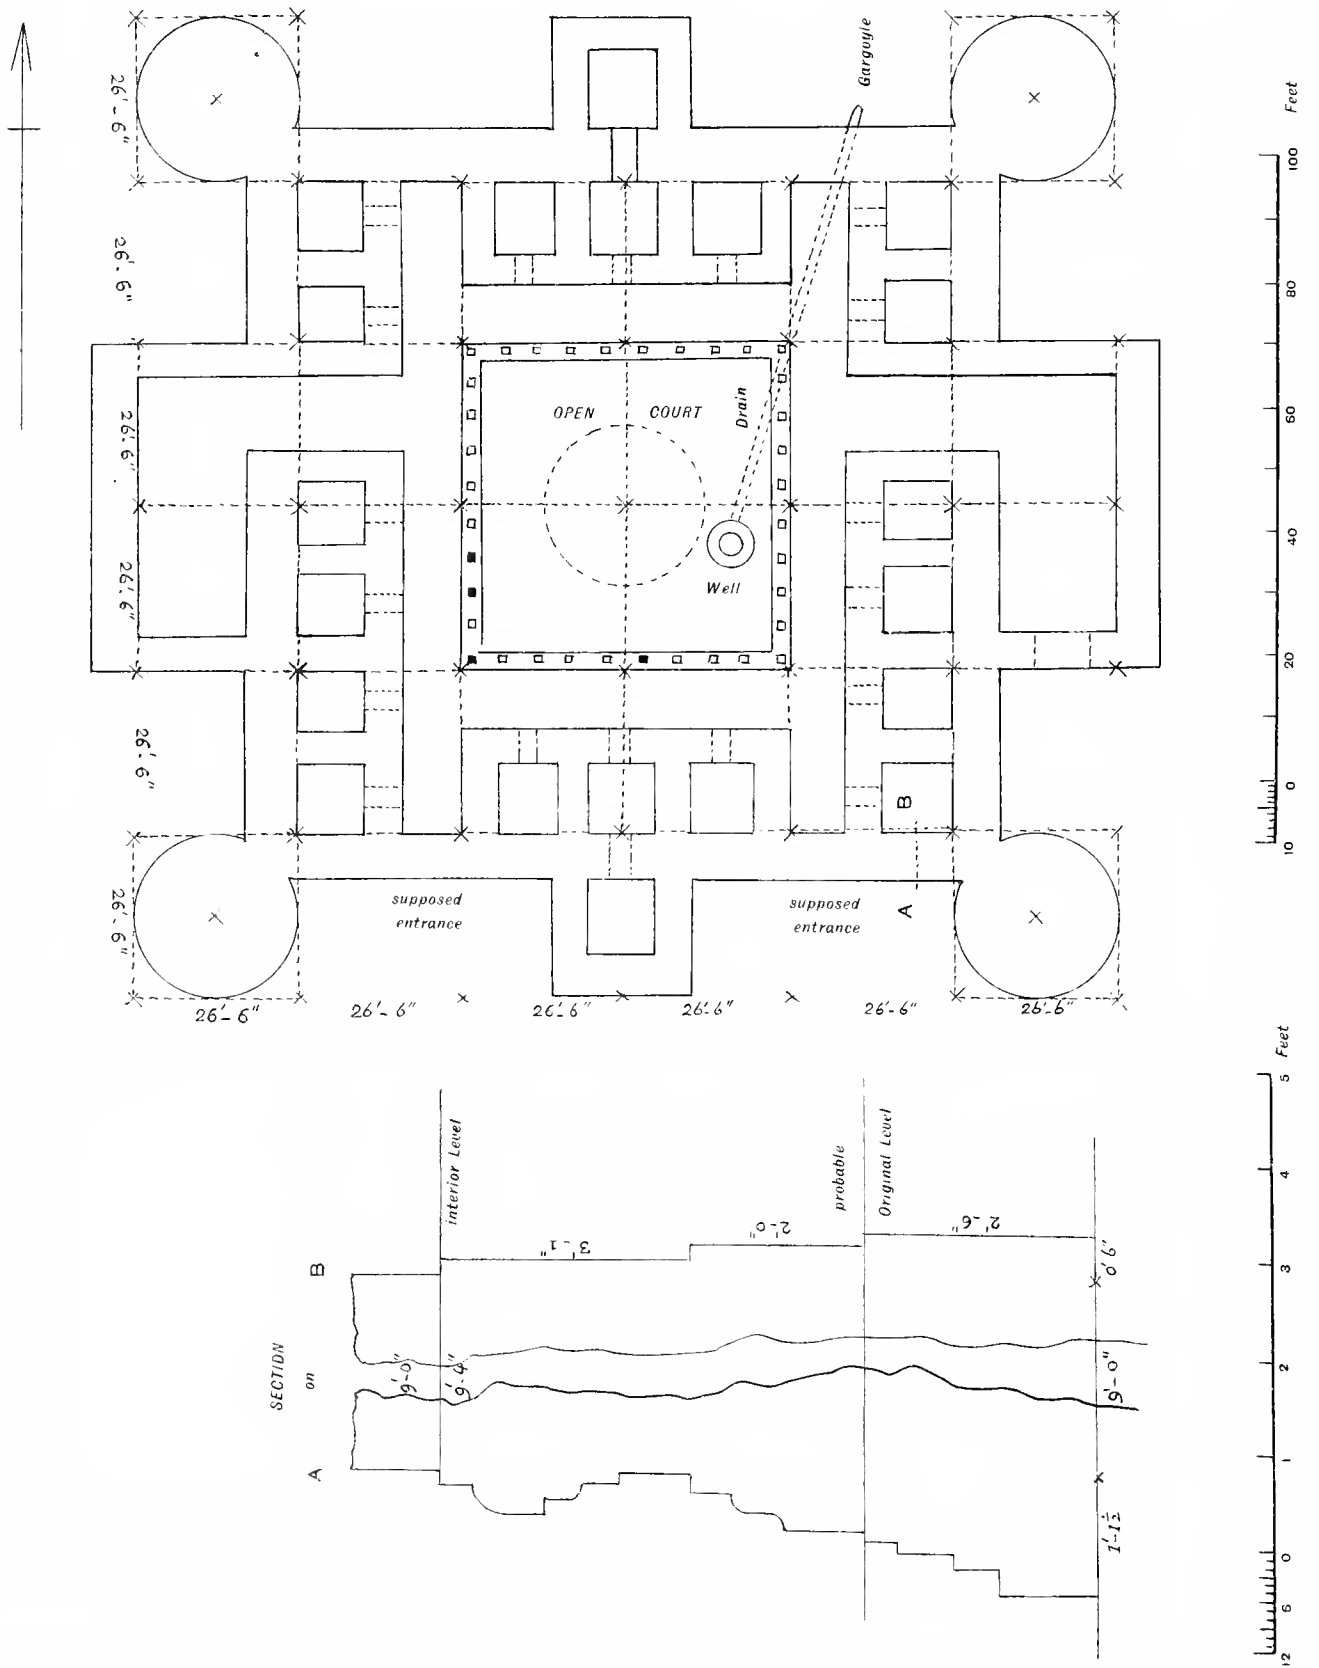 Gargoyle
26'-6"
26'-6"
26'-6"
26'-6"
26'-6"
26'-6"
OPEN COURT
Drain
Well
B
A
supposed
entrance
supposed
entrance
26'-6"
26'-6"
26'-6"
26'-6"
26'-6"
26'-6"
Feet
100
80
60
40
20
0
10
SECTION
on
A
B
interior Level
probable
Original Level
3'-1"
2'-0"
2'-6"
0'6"
9'-0"
9'-4"
9'-0"
1'-1½
Feet
5
4
3
2
1
0
6
12